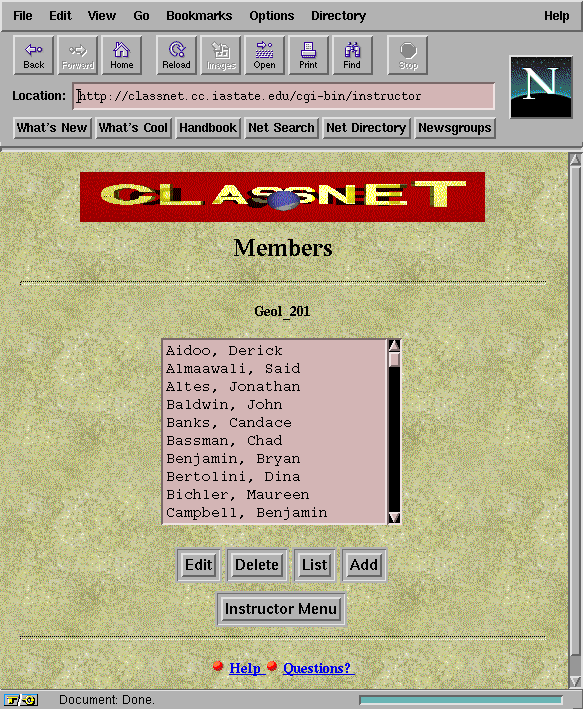 File Edit View Go Bookmarks Options Directory Help
Back Forward Home Reload Images Open Print Find Stop
N
Location: http://classnet.cc.iastate.edu/cgi-bin/instructor
What's New What's Cool Handbook Net Search Net Directory Newsgroups
CLASSNET
Members
Geol_201
Aidoo, Derick
Almaawali, Said
Altes, Jonathan
Baldwin, John
Banks, Candace
Bassman, Chad
Benjamin, Bryan
Bertolini, Dina
Bichler, Maureen
Campbell, Benjamin
Edit Delete List Add
Instructor Menu
Help Questions?
Document: Done.